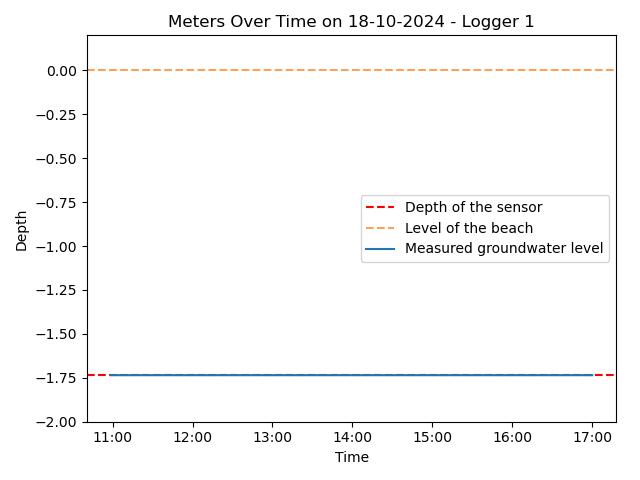 Meters Over Time on 18-10-2024 - Logger 1
0.00
−0.25
−0.50
−0.75
−1.00
−1.25
−1.50
−1.75
−2.00
Depth
Depth of the sensor
Level of the beach
Measured groundwater level
11:00 12:00 13:00 14:00 15:00 16:00 17:00
Time